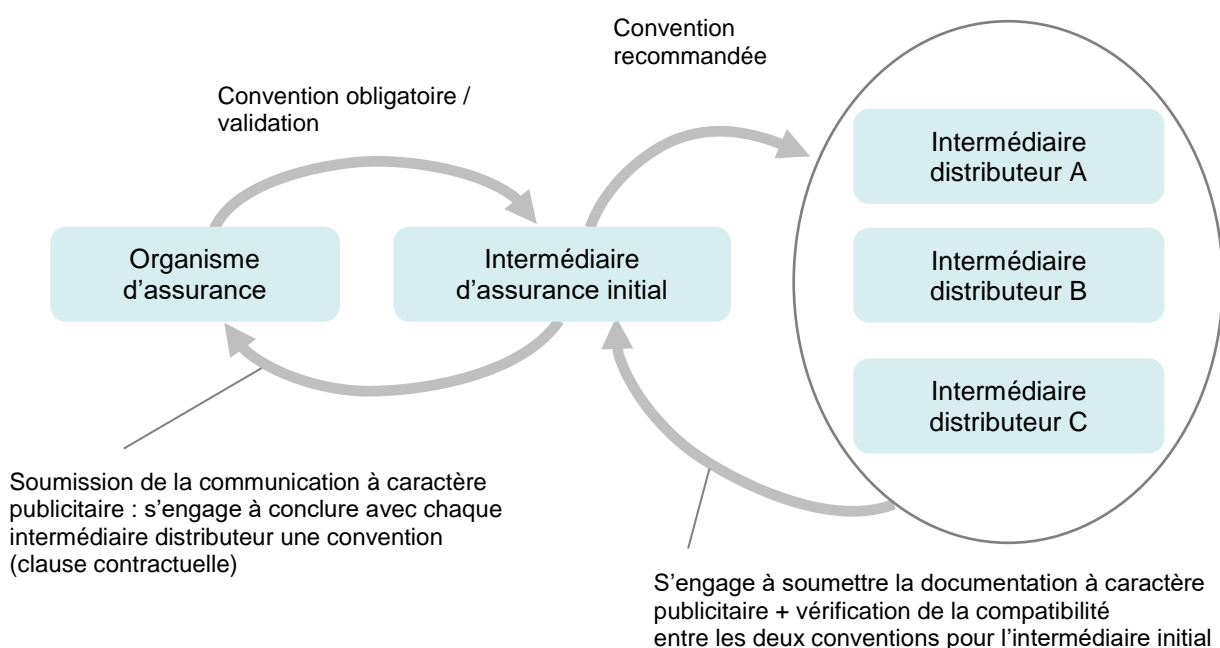 Convention
recommandée
Convention obligatoire /
validation
Intermédiaire
distributeur A
Organisme
d’assurance
Intermédiaire
d’assurance initial
Intermédiaire
distributeur B
Intermédiaire
distributeur C
Soumission de la communication à caractère
publicitaire : s’engage à conclure avec chaque
intermédiaire distributeur une convention
(clause contractuelle)
S’engage à soumettre la documentation à caractère
publicitaire + vérification de la compatibilité
entre les deux conventions pour l’intermédiaire initial